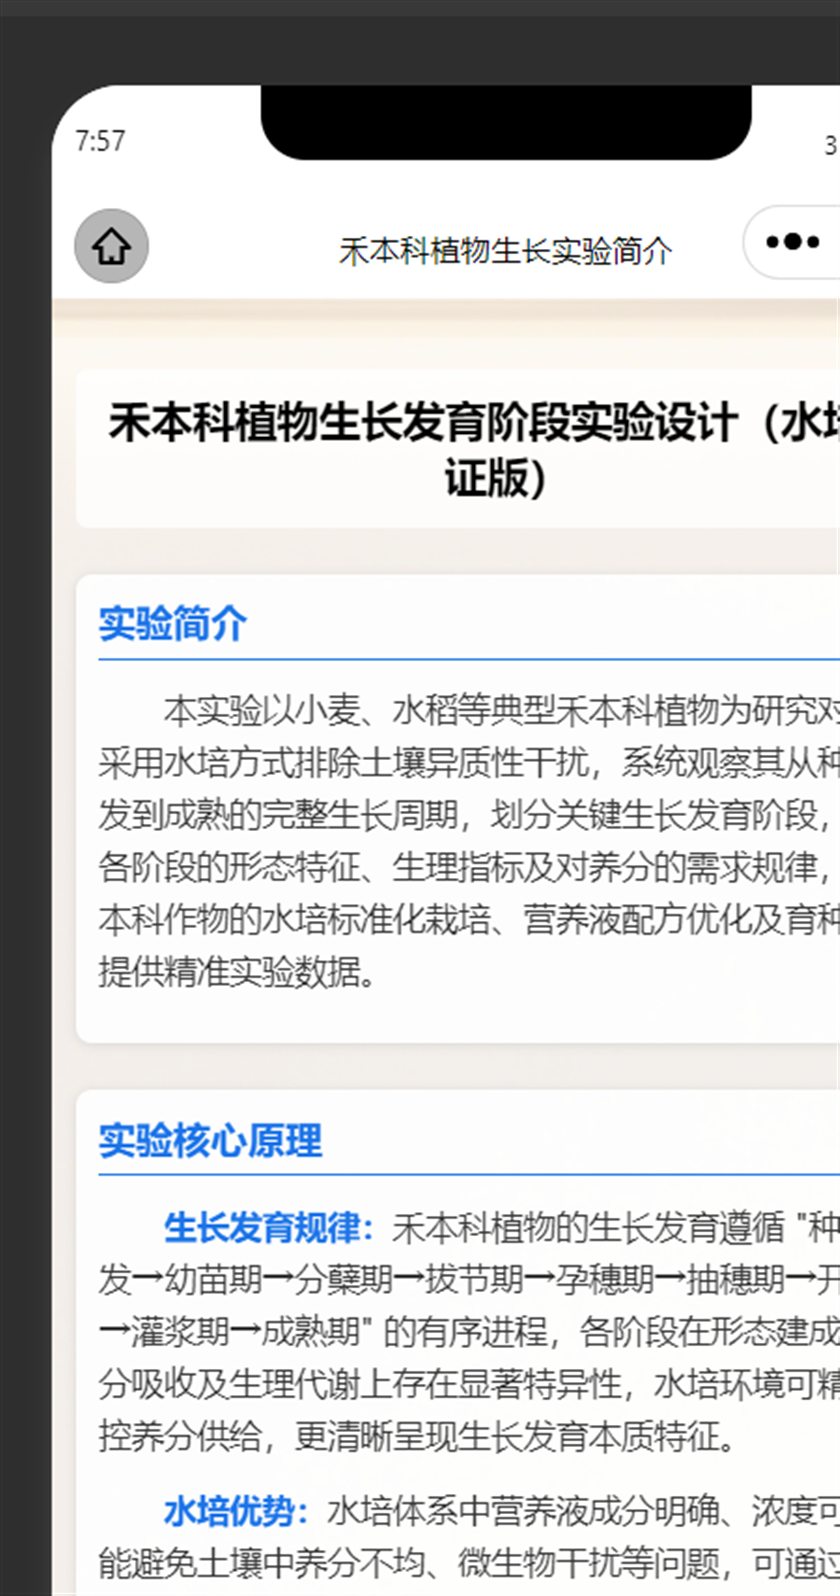 7:57
3
禾本科植物生长实验简介
禾本科植物生长发育阶段实验设计（水
证版）
实验简介
本实验以小麦、水稻等典型禾本科植物为研究对
采用水培方式排除土壤异质性干扰，系统观察其从种
发到成熟的完整生长周期，划分关键生长发育阶段，
各阶段的形态特征、生理指标及对养分的需求规律，
本科作物的水培标准化栽培、营养液配方优化及育种
提供精准实验数据。
实验核心原理
生长发育规律：禾本科植物的生长发育遵循 "种
发→幼苗期→分蘖期→拔节期→孕穗期→抽穗期→开
→灌浆期→成熟期" 的有序进程，各阶段在形态建成
分吸收及生理代谢上存在显著特异性，水培环境可精
控养分供给，更清晰呈现生长发育本质特征。
水培优势：水培体系中营养液成分明确、浓度可
能避免土壤中养分不均、微生物干扰等问题，可通过